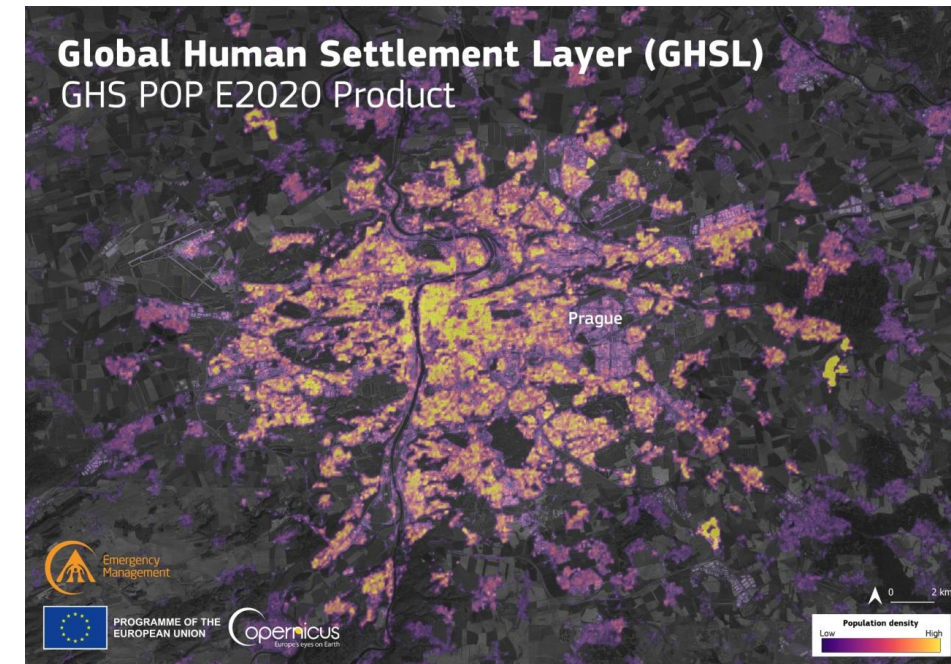 Global Human Settlement Layer (GHSL)
GHS POP E2020 Product
Prague
Emergency
Management
PROGRAMME OF THE
EUROPEAN UNION
opernicus
Europe's eyes on Earth
0 2 km
Population density
Low High